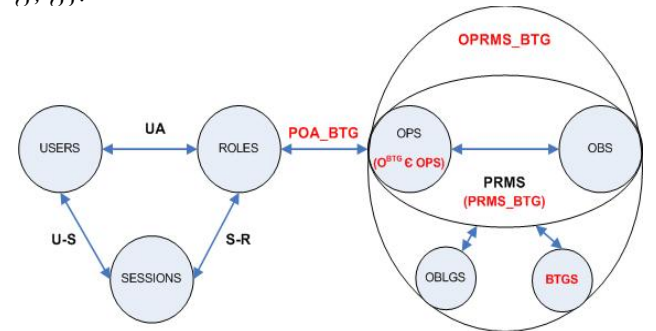 OPRMS_BTG
UA
POA_BTG
USERS
ROLES
OPS
(O^BTG Є OPS)
OBS
PRMS
(PRMS_BTG)
U-S
S-R
SESSIONS
OBLGS
BTGS